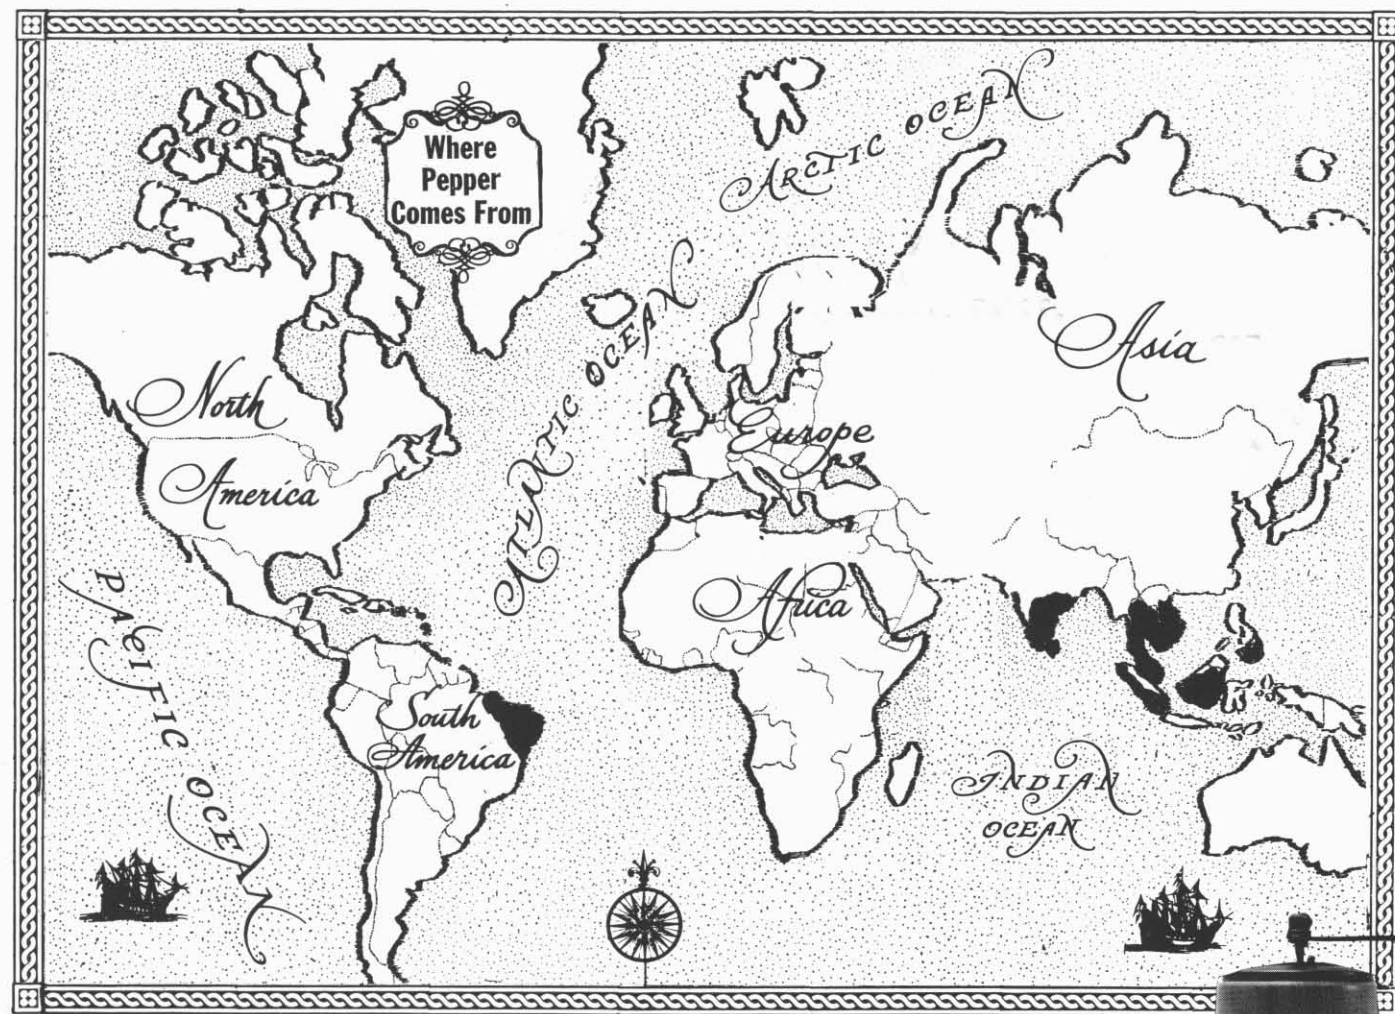 Where
Pepper
Comes From
ARCTIC OCEAN
ATLANTIC OCEAN
North
America
Europe
Asia
Africa
PACIFIC OCEAN
South
America
INDIAN
OCEAN